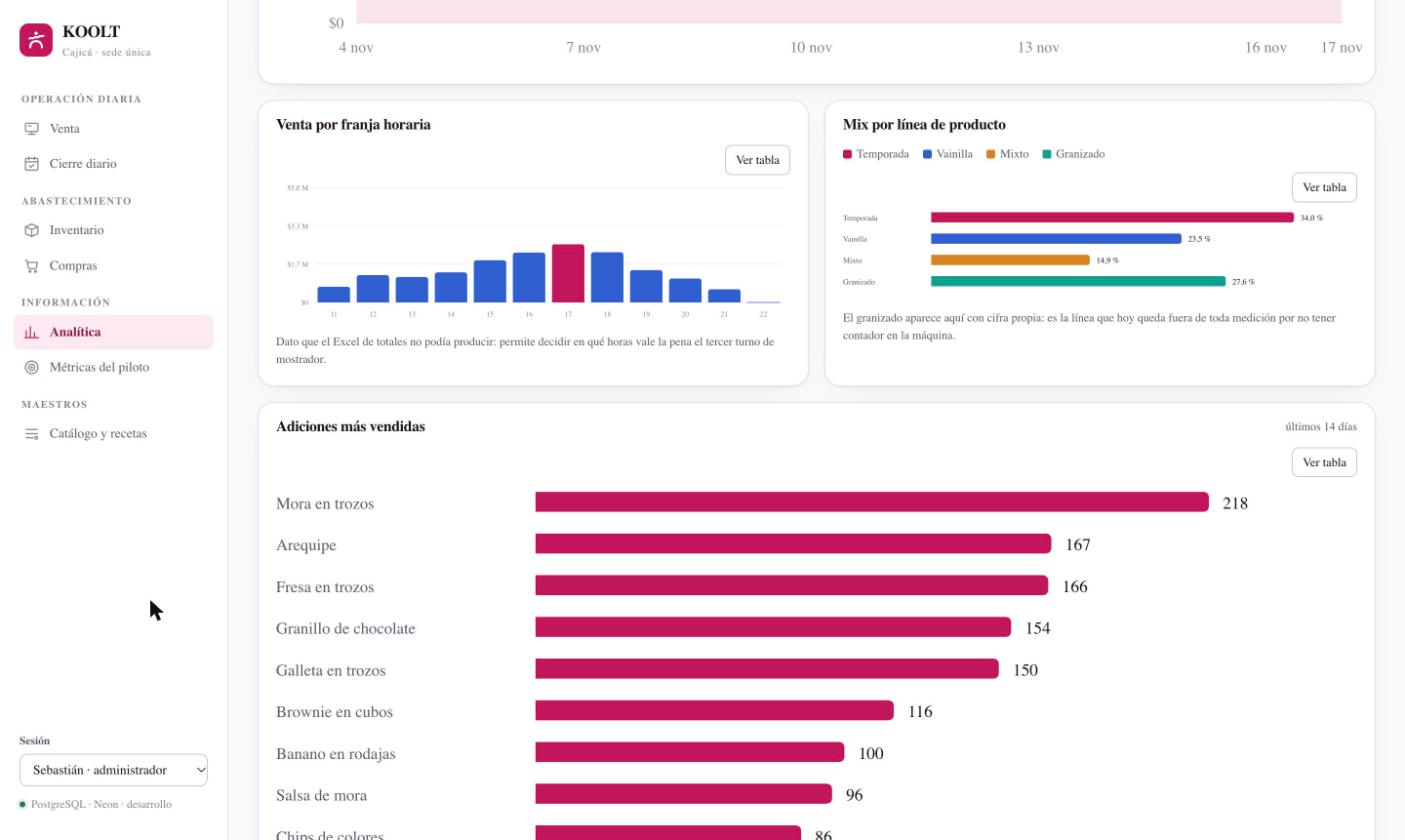 KOOLT
Cajicá · sede única
OPERACIÓN DIARIA
Venta
Cierre diario
ABASTECIMIENTO
Inventario
Compras
INFORMACIÓN
Analítica
Métricas del piloto
MAESTROS
Catálogo y recetas
Sesión
Sebastián · administrador
PostgreSQL · Neon · desarrollo
$0
4 nov 7 nov 10 nov 13 nov 16 nov 17 nov
Venta por franja horaria
Ver tabla
$5,0 M
$3,3 M
$1,7 M
$0
11 12 13 14 15 16 17 18 19 20 21 22
Dato que el Excel de totales no podía producir: permite decidir en qué horas vale la pena el tercer turno de
mostrador.
Mix por línea de producto
Temporada Vainilla Mixto Granizado
Ver tabla
Temporada 34,0 %
Vainilla 23,5 %
Mixto 14,9 %
Granizado 27,6 %
El granizado aparece aquí con cifra propia: es la línea que hoy queda fuera de toda medición por no tener
contador en la máquina.
Adiciones más vendidas
últimos 14 días
Ver tabla
Mora en trozos 218
Arequipe 167
Fresa en trozos 166
Granillo de chocolate 154
Galleta en trozos 150
Brownie en cubos 116
Banano en rodajas 100
Salsa de mora 96
Chips de colores 86